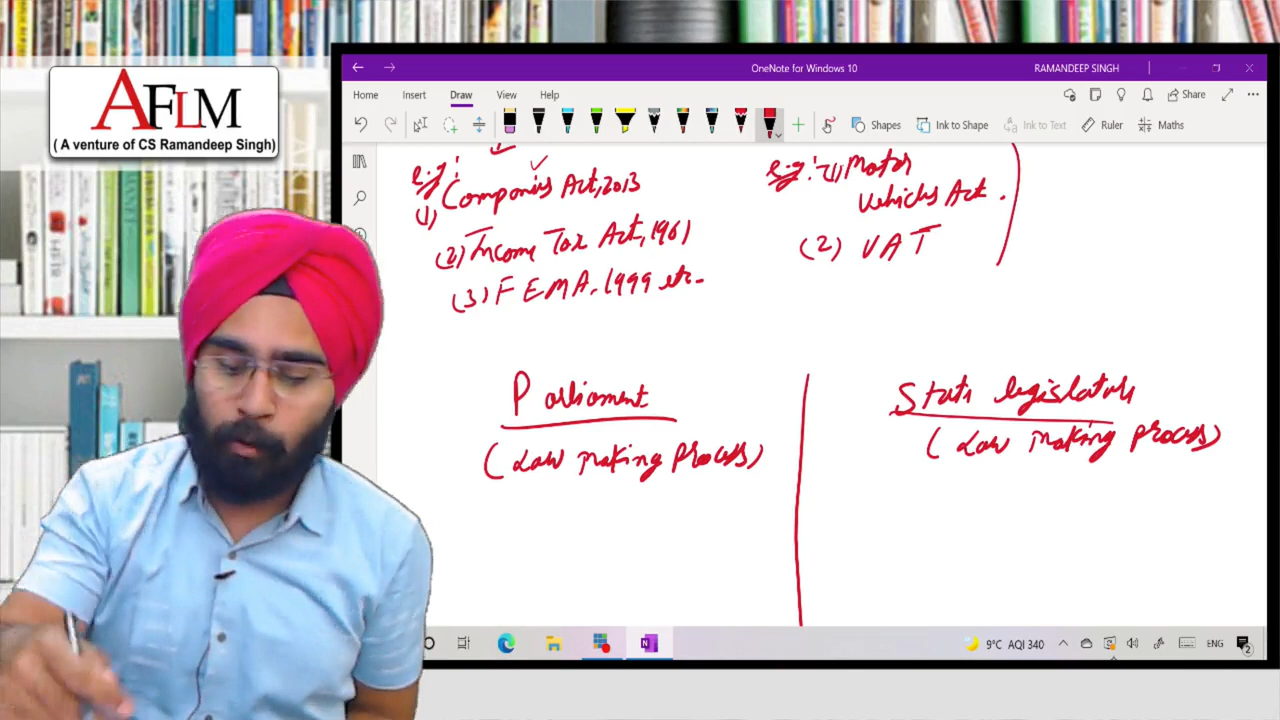 AFLM
( A venture of CS Ramandeep Singh)
OneNote for Windows 10
RAMANDEEP SINGH
Home Insert Draw View Help
Share
Shapes
Ink to Shape
Ink to Text
Ruler
Maths
e.g:
(1) Companies Act, 2013
(2) Income Tax Act, 1961
(3) FEMA, 1999 etc.
e.g:- (1) Motor
Vehicles Act.
(2) VAT
Parliament
(Law making Process)
State legislature
(Law making process)
9°C AQI 340
ENG
2